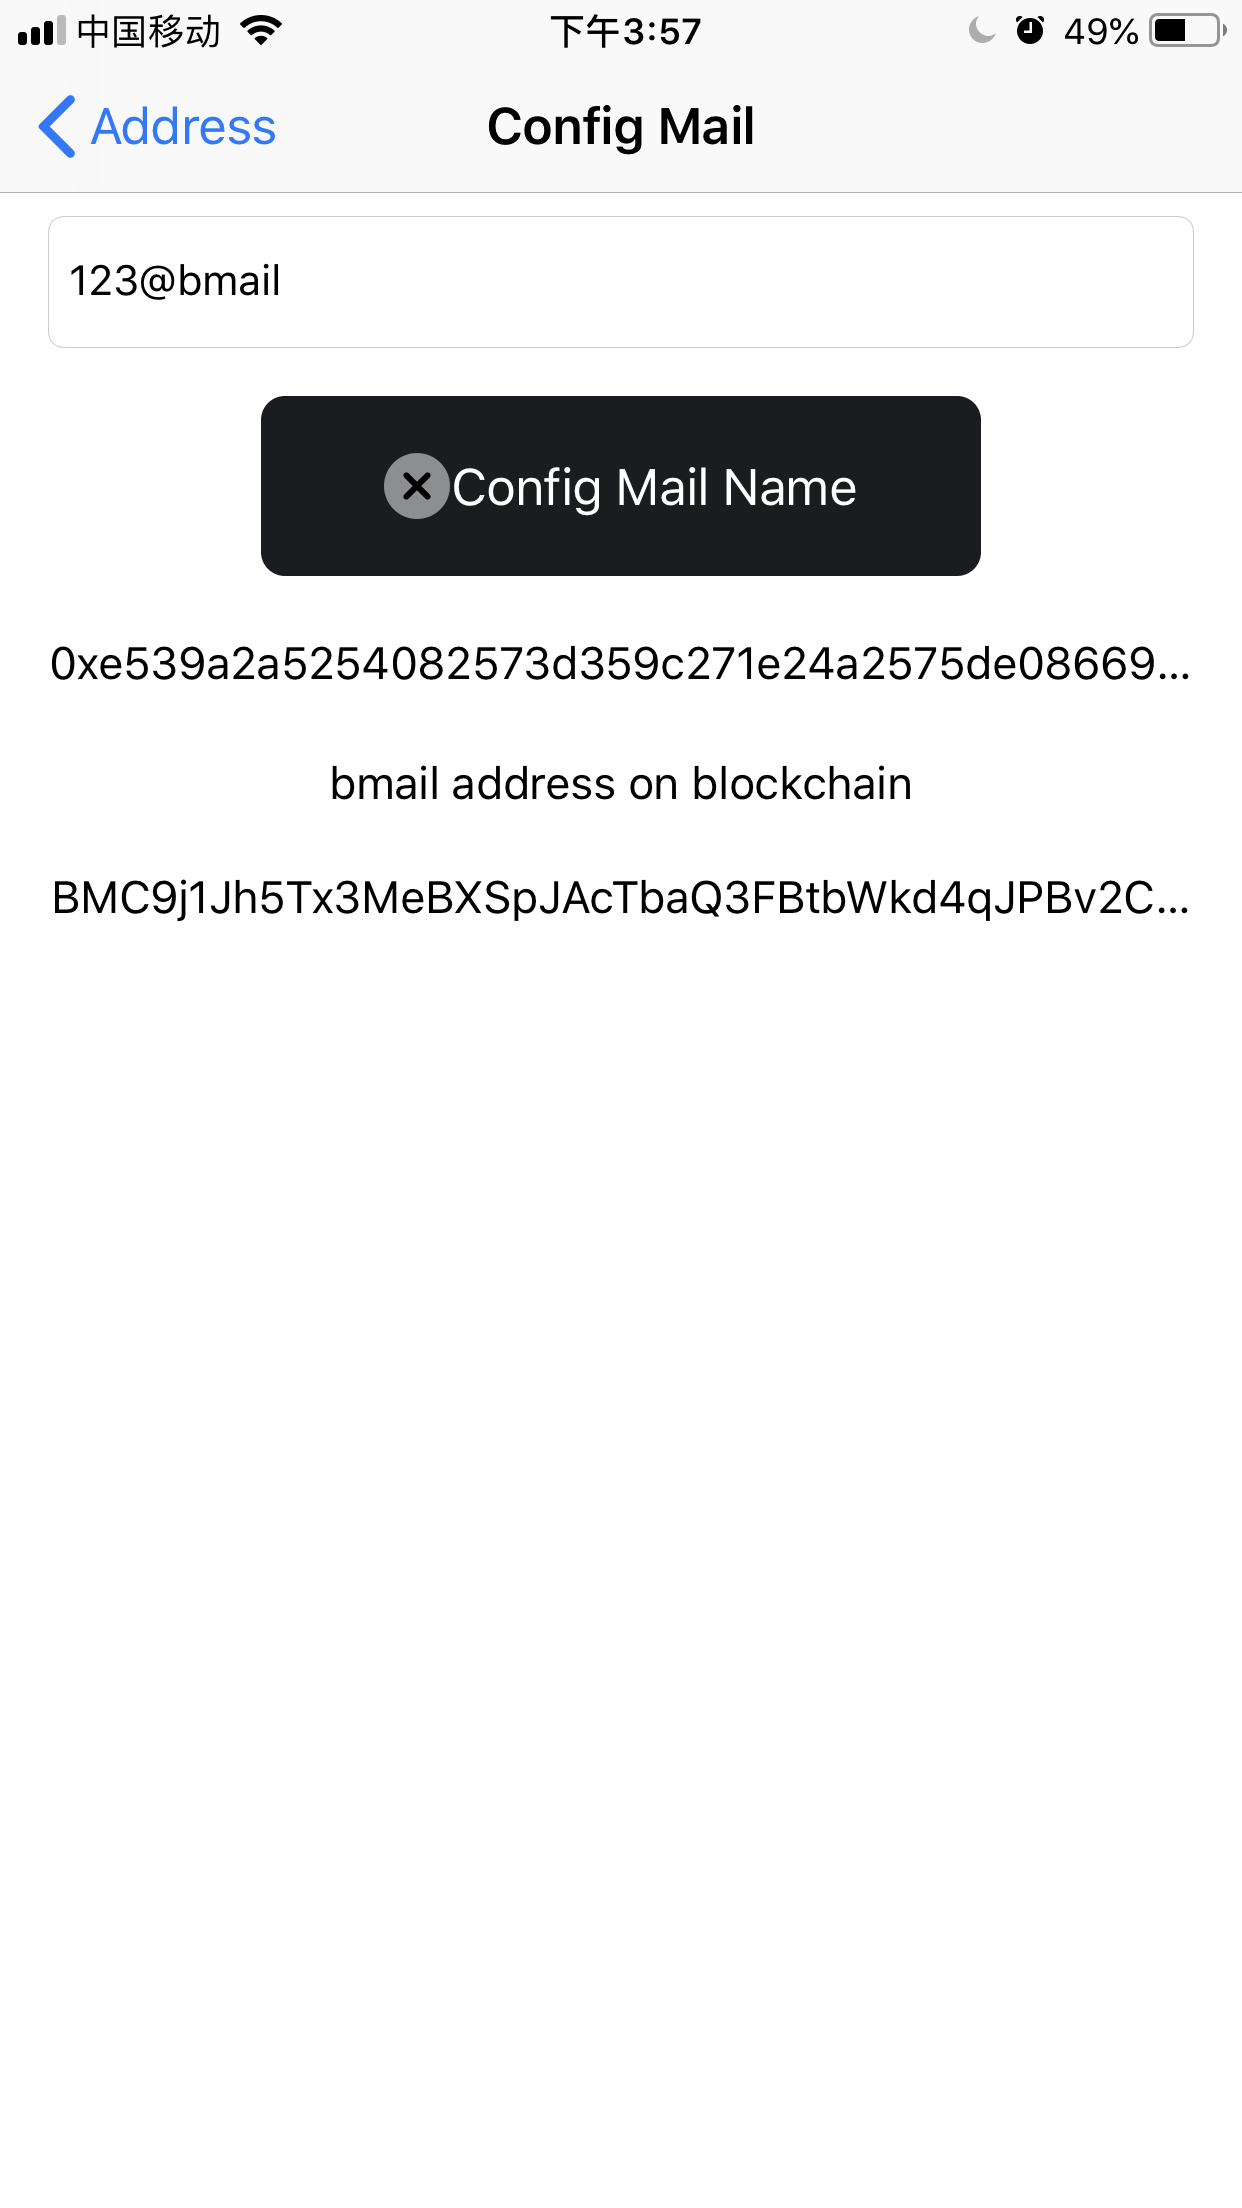 中国移动 下午3:57 49%
Address Config Mail
123@bmail
Config Mail Name
0xe539a2a5254082573d359c271e24a2575de08669...
bmail address on blockchain
BMC9j1Jh5Tx3MeBXSpJAcTbaQ3FBtbWkd4qJPBv2C...